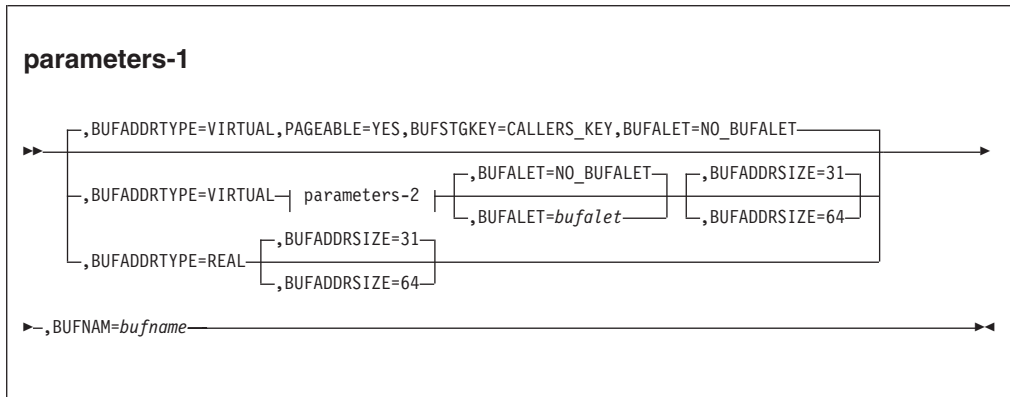 parameters-1
,BUFADDRTYPE=VIRTUAL,PAGEABLE=YES,BUFSTGKEY=CALLERS_KEY,BUFALET=NO_BUFALET
,BUFALET=NO_BUFALET ,BUFADDRSIZE=31
,BUFADDRTYPE=VIRTUAL parameters-2
,BUFALET=bufalet ,BUFADDRSIZE=64
,BUFADDRSIZE=31
,BUFADDRTYPE=REAL
,BUFADDRSIZE=64
,BUFNAM=bufname